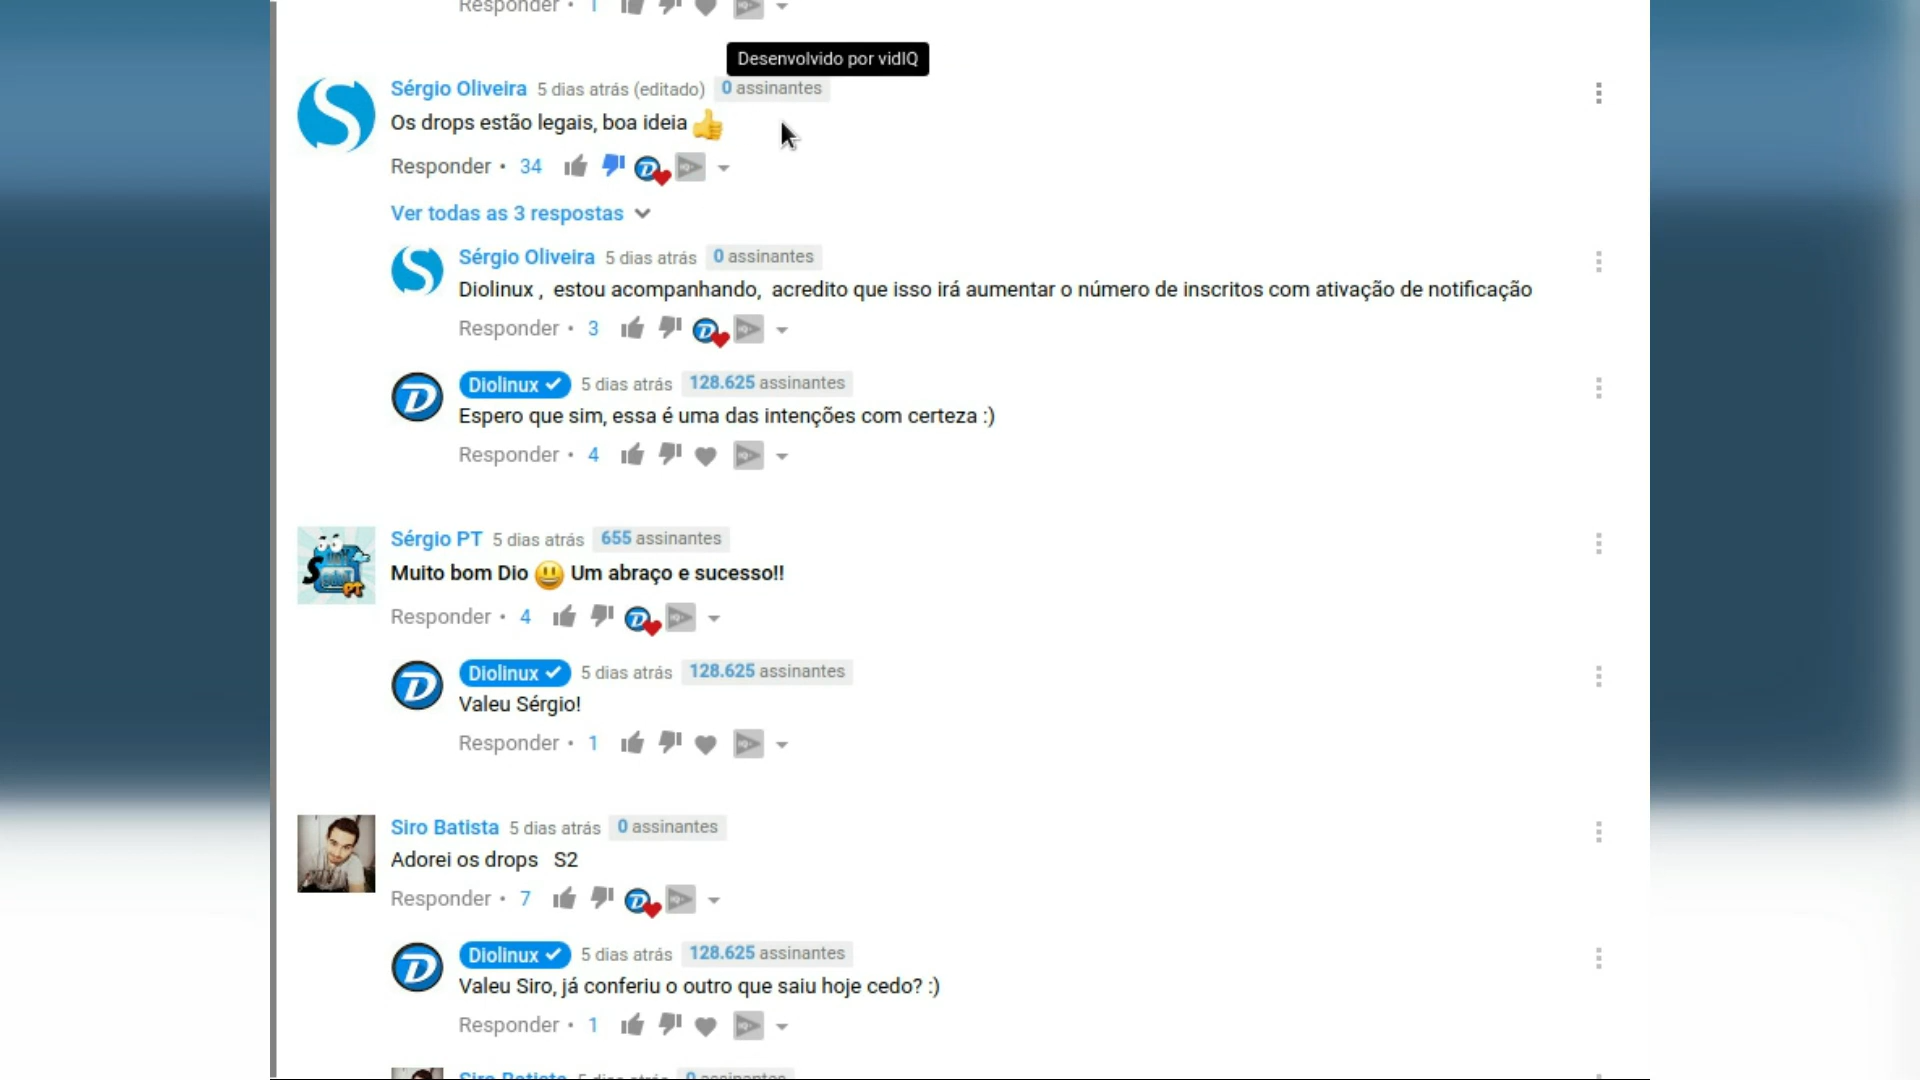 Responder • 1
Desenvolvido por vidIQ
Sérgio Oliveira 5 dias atrás (editado) 0 assinantes
Os drops estão legais, boa ideia 👍
Responder • 34
Ver todas as 3 respostas
Sérgio Oliveira 5 dias atrás 0 assinantes
Diolinux , estou acompanhando, acredito que isso irá aumentar o número de inscritos com ativação de notificação
Responder • 3
Diolinux 5 dias atrás 128.625 assinantes
Espero que sim, essa é uma das intenções com certeza :)
Responder • 4
Sérgio PT 5 dias atrás 655 assinantes
Muito bom Dio 😃 Um abraço e sucesso!!
Responder • 4
Diolinux 5 dias atrás 128.625 assinantes
Valeu Sérgio!
Responder • 1
Siro Batista 5 dias atrás 0 assinantes
Adorei os drops S2
Responder • 7
Diolinux 5 dias atrás 128.625 assinantes
Valeu Siro, já conferiu o outro que saiu hoje cedo? :)
Responder • 1
Siro Batista 5 dias atrás 0 assinantes